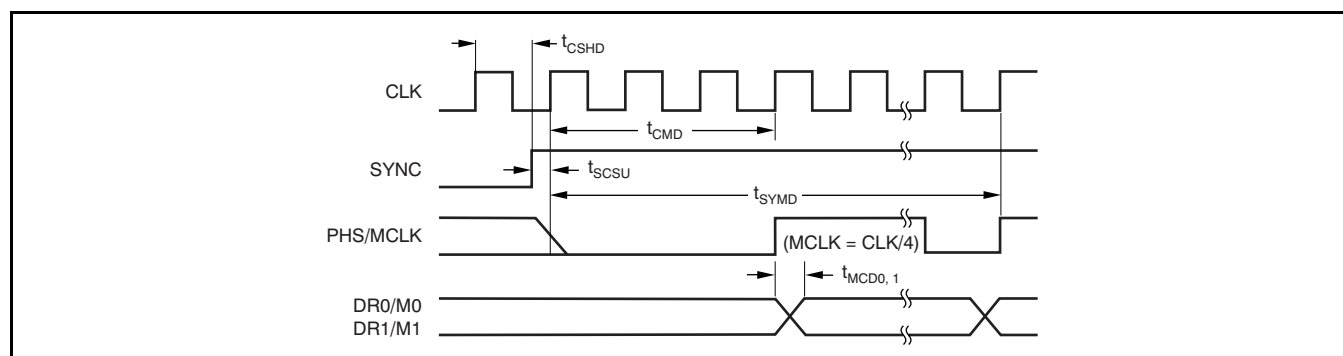 tCSHD
CLK
tCMD
SYNC
tSCSU
tSYMD
PHS/MCLK
(MCLK = CLK/4)
tMCD0, 1
DR0/M0
DR1/M1